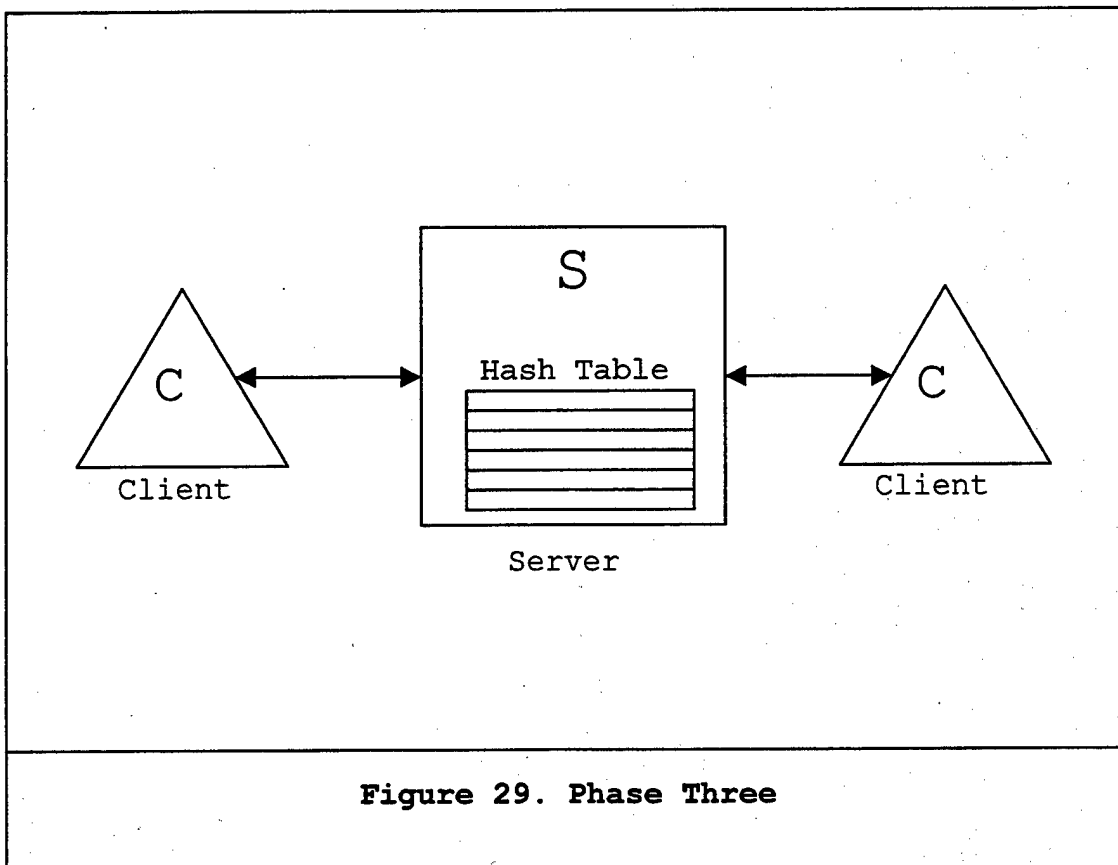 S
Hash Table
C
C
Client
Client
Server
Figure 29. Phase Three